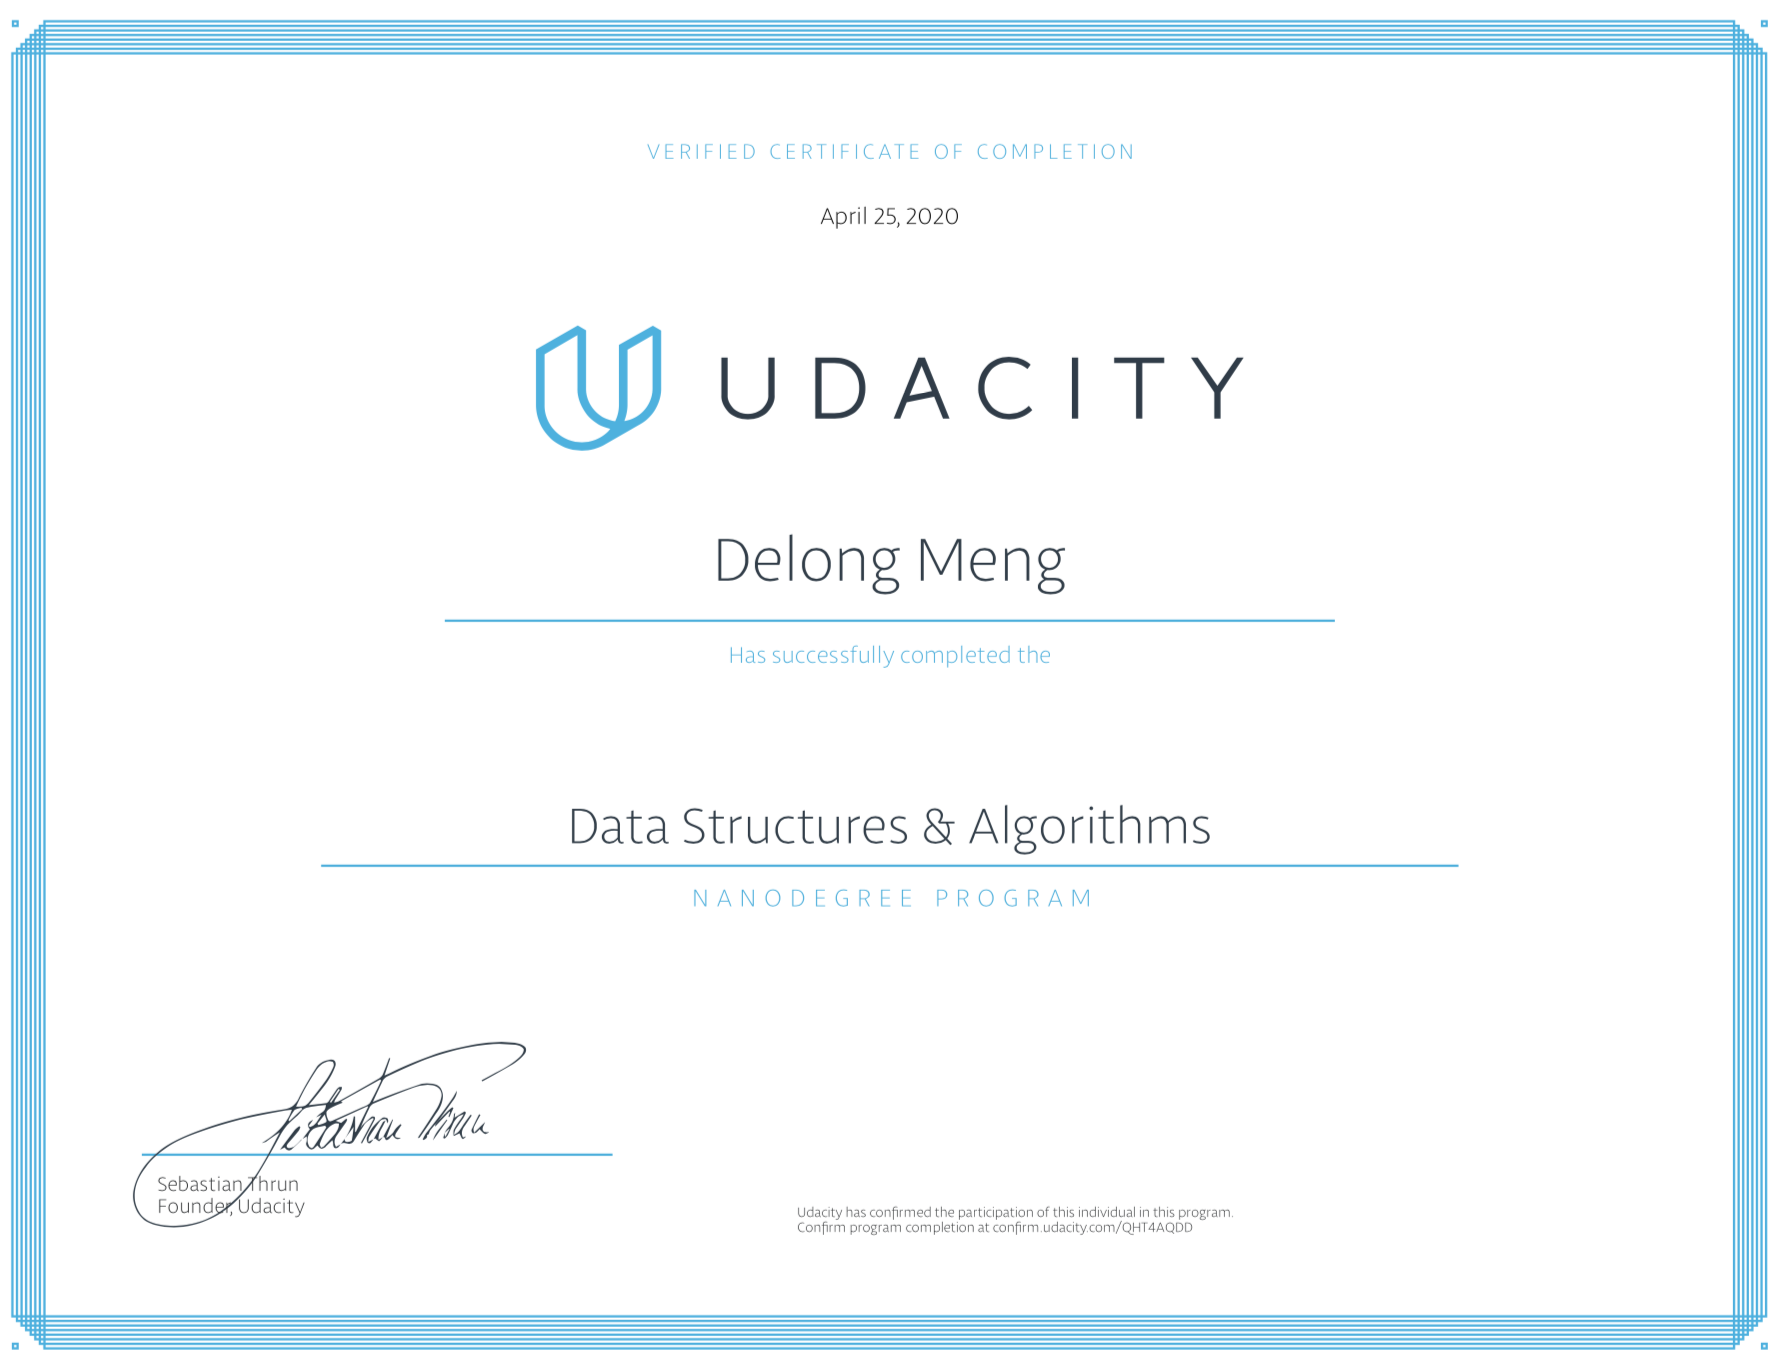 VERIFIED CERTIFICATE OF COMPLETION
April 25, 2020
UDACITY
Delong Meng
Has successfully completed the
Data Structures & Algorithms
NANODEGREE PROGRAM
Sebastian Thrun
Sebastian Thrun
Founder, Udacity
Udacity has confirmed the participation of this individual in this program.
Confirm program completion at confirm.udacity.com/QHT4AQDD